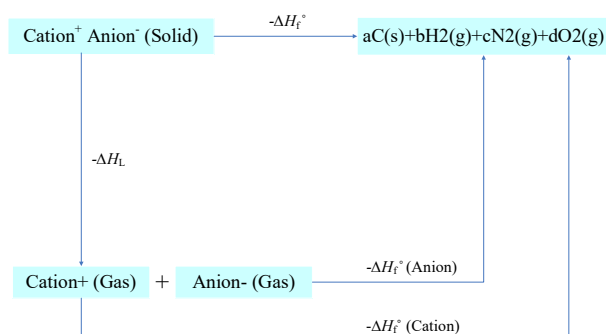 -ΔHf°
Cation⁺ Anion⁻ (Solid)
aC(s)+bH2(g)+cN2(g)+dO2(g)
-ΔHL
-ΔHf° (Anion)
Cation+ (Gas) + Anion- (Gas)
-ΔHf° (Cation)